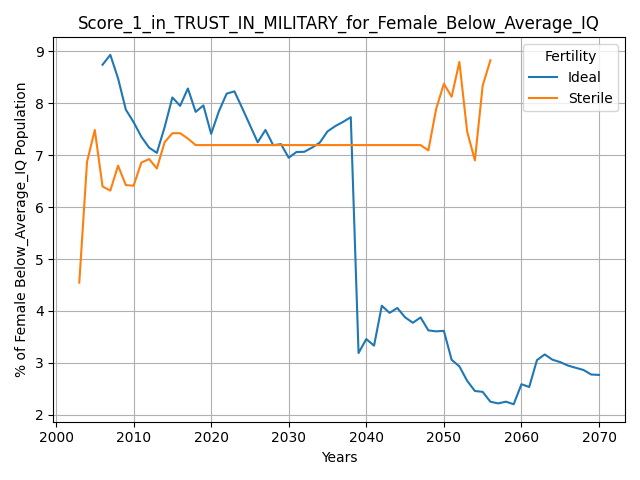 Score_1_in_TRUST_IN_MILITARY_for_Female_Below_Average_IQ
Fertility
Ideal
Sterile
% of Female Below_Average_IQ Population
9
8
7
6
5
4
3
2
2000 2010 2020 2030 2040 2050 2060 2070
Years